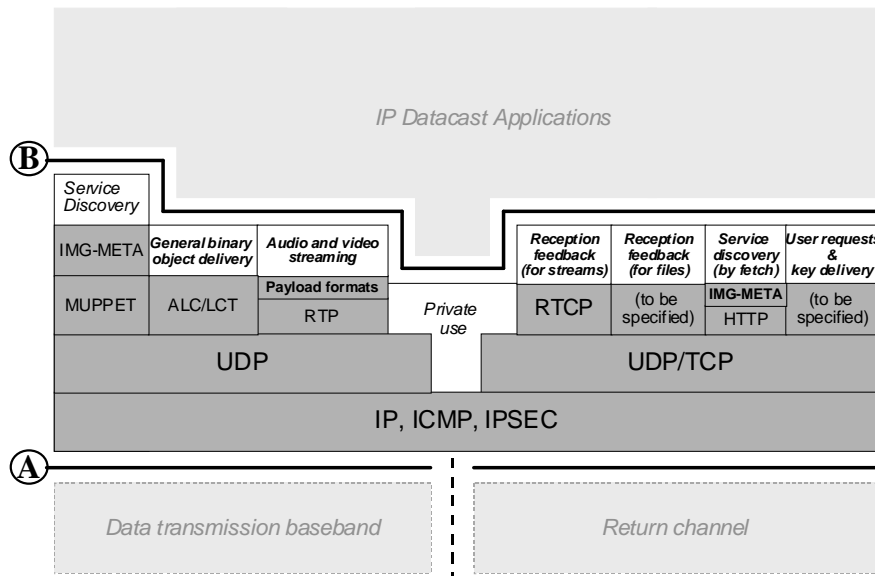 IP Datacast Applications
B
Service
Discovery
IMG-META
General binary
object delivery
Audio and video
streaming
Reception
feedback
(for streams)
Reception
feedback
(for files)
Service
discovery
(by fetch)
User requests
&
key delivery
MUPPET
ALC/LCT
Payload formats
RTP
Private
use
RTCP
(to be
specified)
IMG-META
HTTP
(to be
specified)
UDP
UDP/TCP
IP, ICMP, IPSEC
A
Data transmission baseband
Return channel